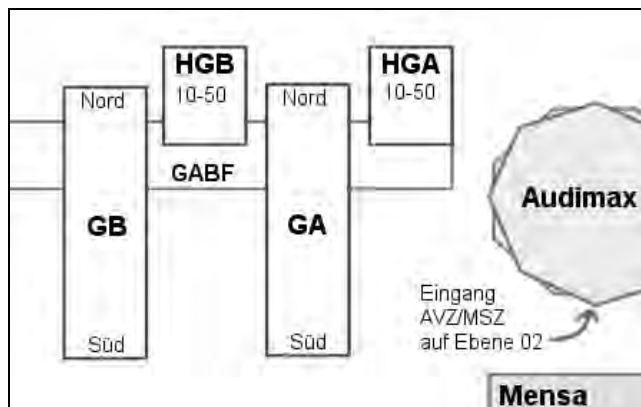 HGB
10-50
HGA
10-50
Nord
Nord
GABF
GB
GA
Audimax
Süd
Süd
Eingang
AVZ/MSZ
auf Ebene 02
Mensa